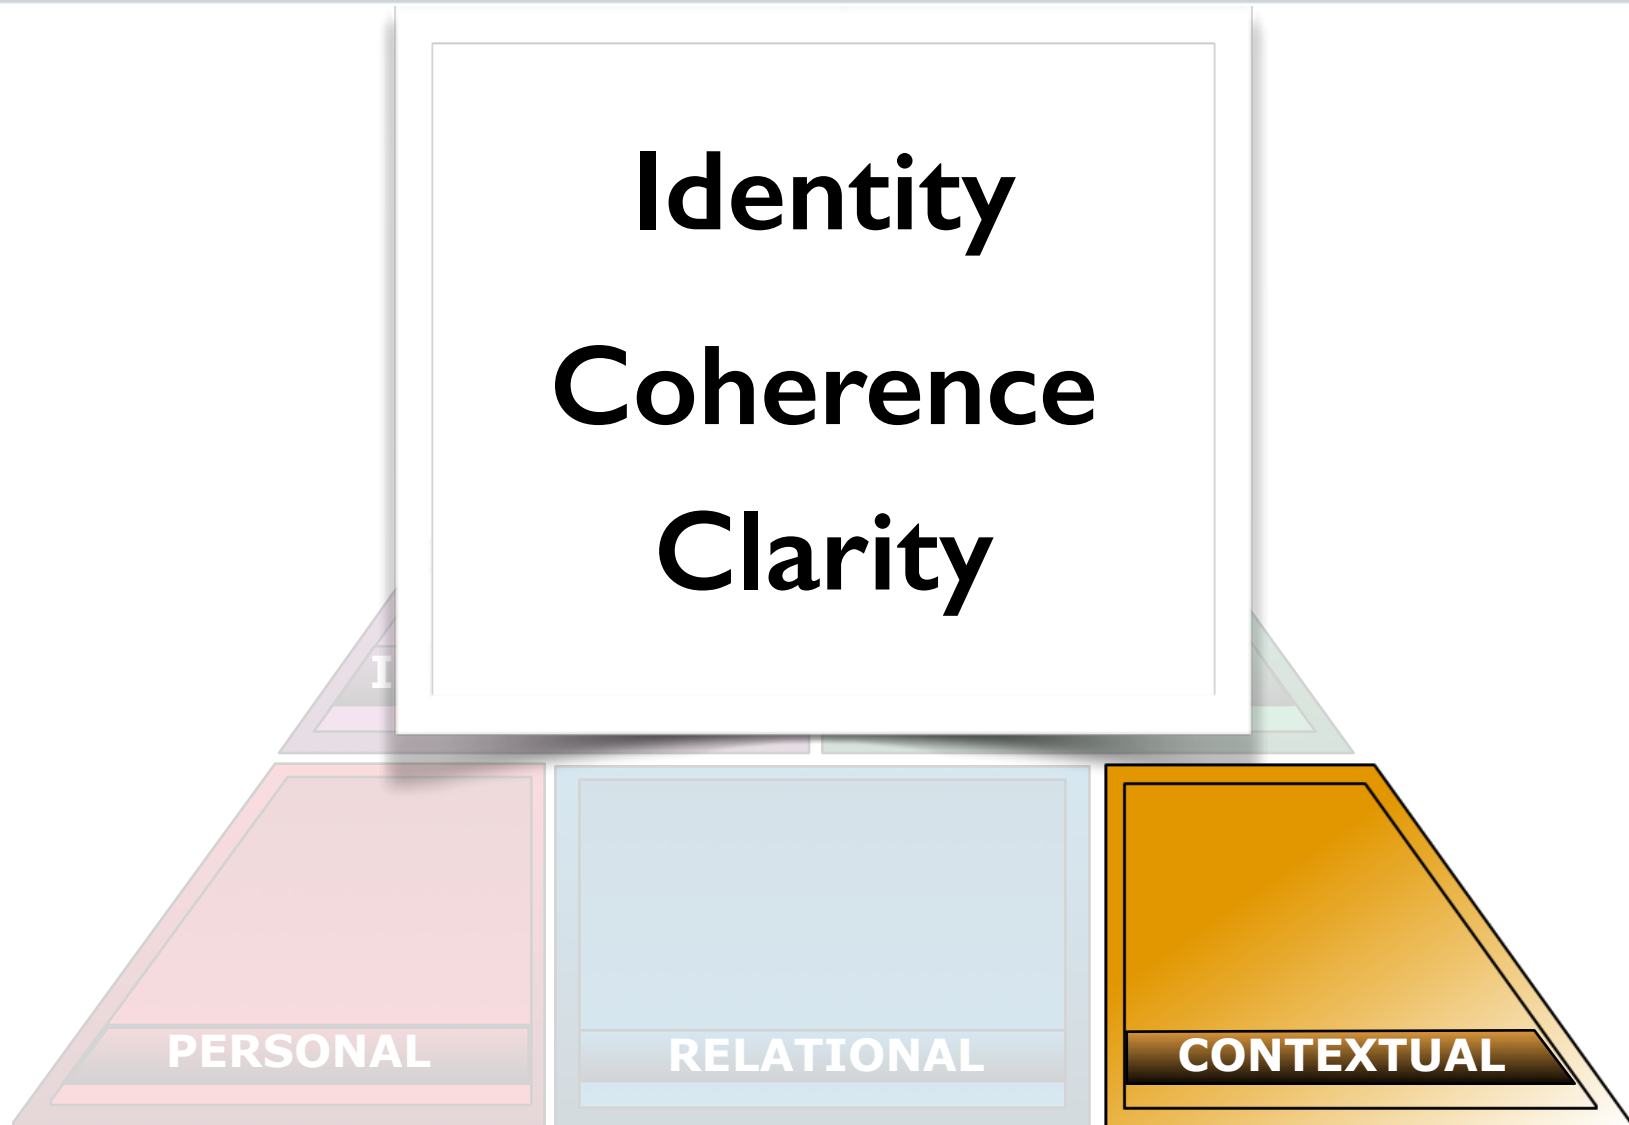 Identity
Coherence
Clarity
PERSONAL
RELATIONAL
CONTEXTUAL